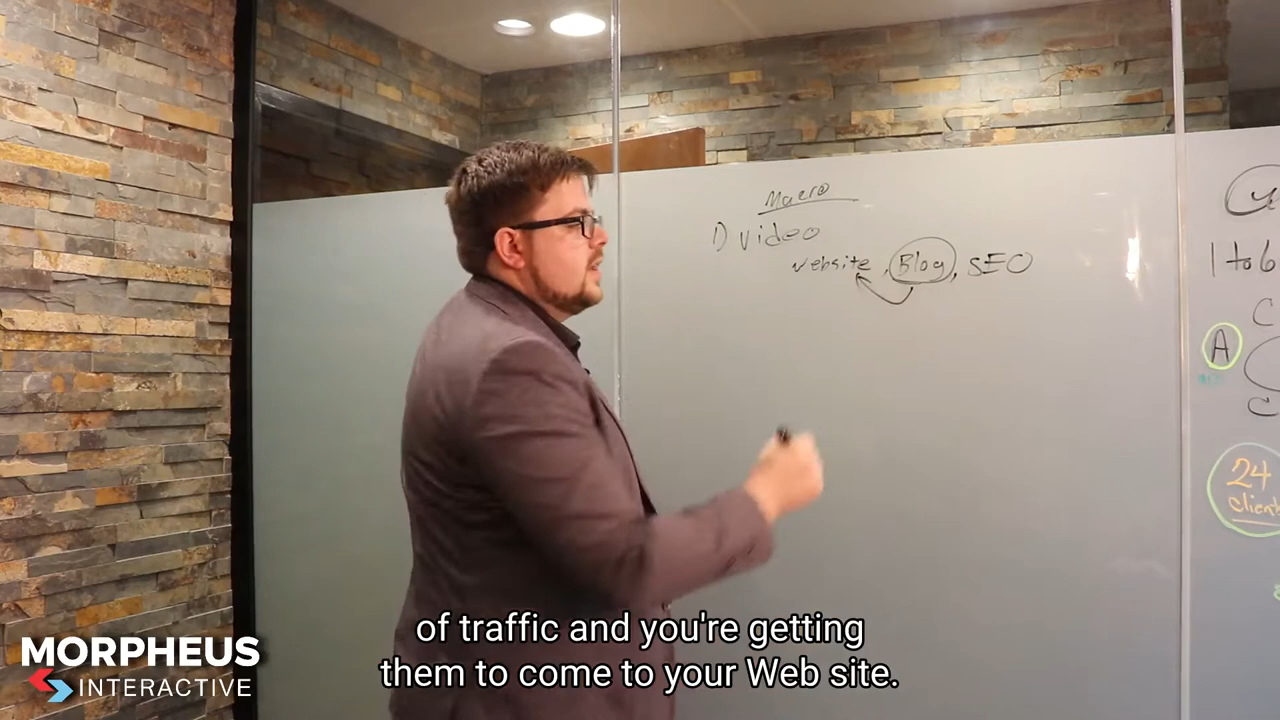 Macro
1) video
website, Blog, SEO
1 to 6
A
24
client
of traffic and you're getting
them to come to your Web site.
MORPHEUS
INTERACTIVE